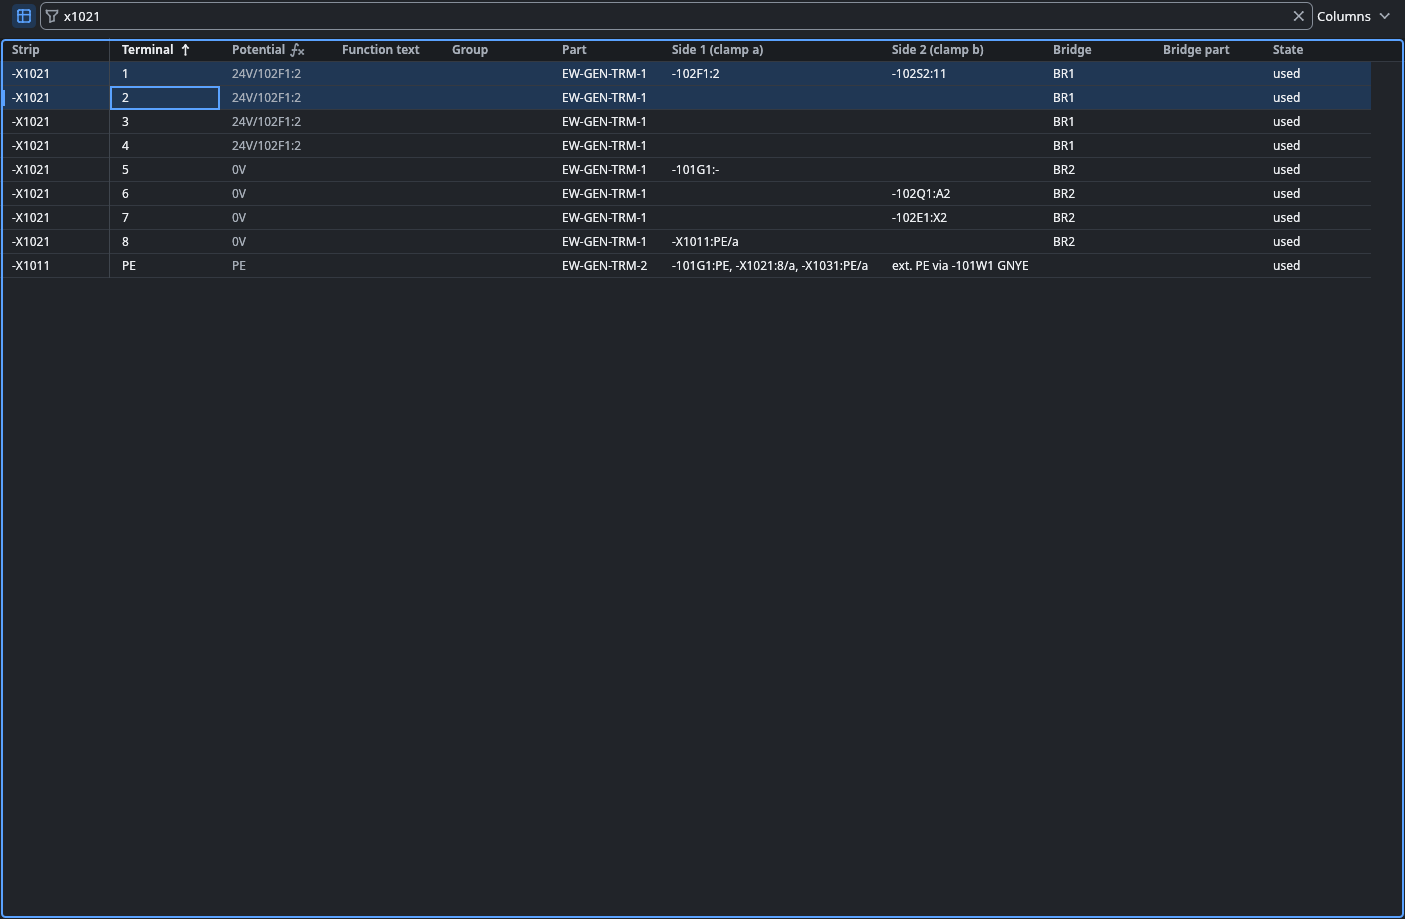 x1021 Columns
Strip Terminal Potential fx Function text Group Part Side 1 (clamp a) Side 2 (clamp b) Bridge Bridge part State
-X1021 1 24V/102F1:2 EW-GEN-TRM-1 -102F1:2 -102S2:11 BR1 used
-X1021 2 24V/102F1:2 EW-GEN-TRM-1 BR1 used
-X1021 3 24V/102F1:2 EW-GEN-TRM-1 BR1 used
-X1021 4 24V/102F1:2 EW-GEN-TRM-1 BR1 used
-X1021 5 0V EW-GEN-TRM-1 -101G1:- BR2 used
-X1021 6 0V EW-GEN-TRM-1 -102Q1:A2 BR2 used
-X1021 7 0V EW-GEN-TRM-1 -102E1:X2 BR2 used
-X1021 8 0V EW-GEN-TRM-1 -X1011:PE/a BR2 used
-X1011 PE PE EW-GEN-TRM-2 -101G1:PE, -X1021:8/a, -X1031:PE/a ext. PE via -101W1 GNYE used